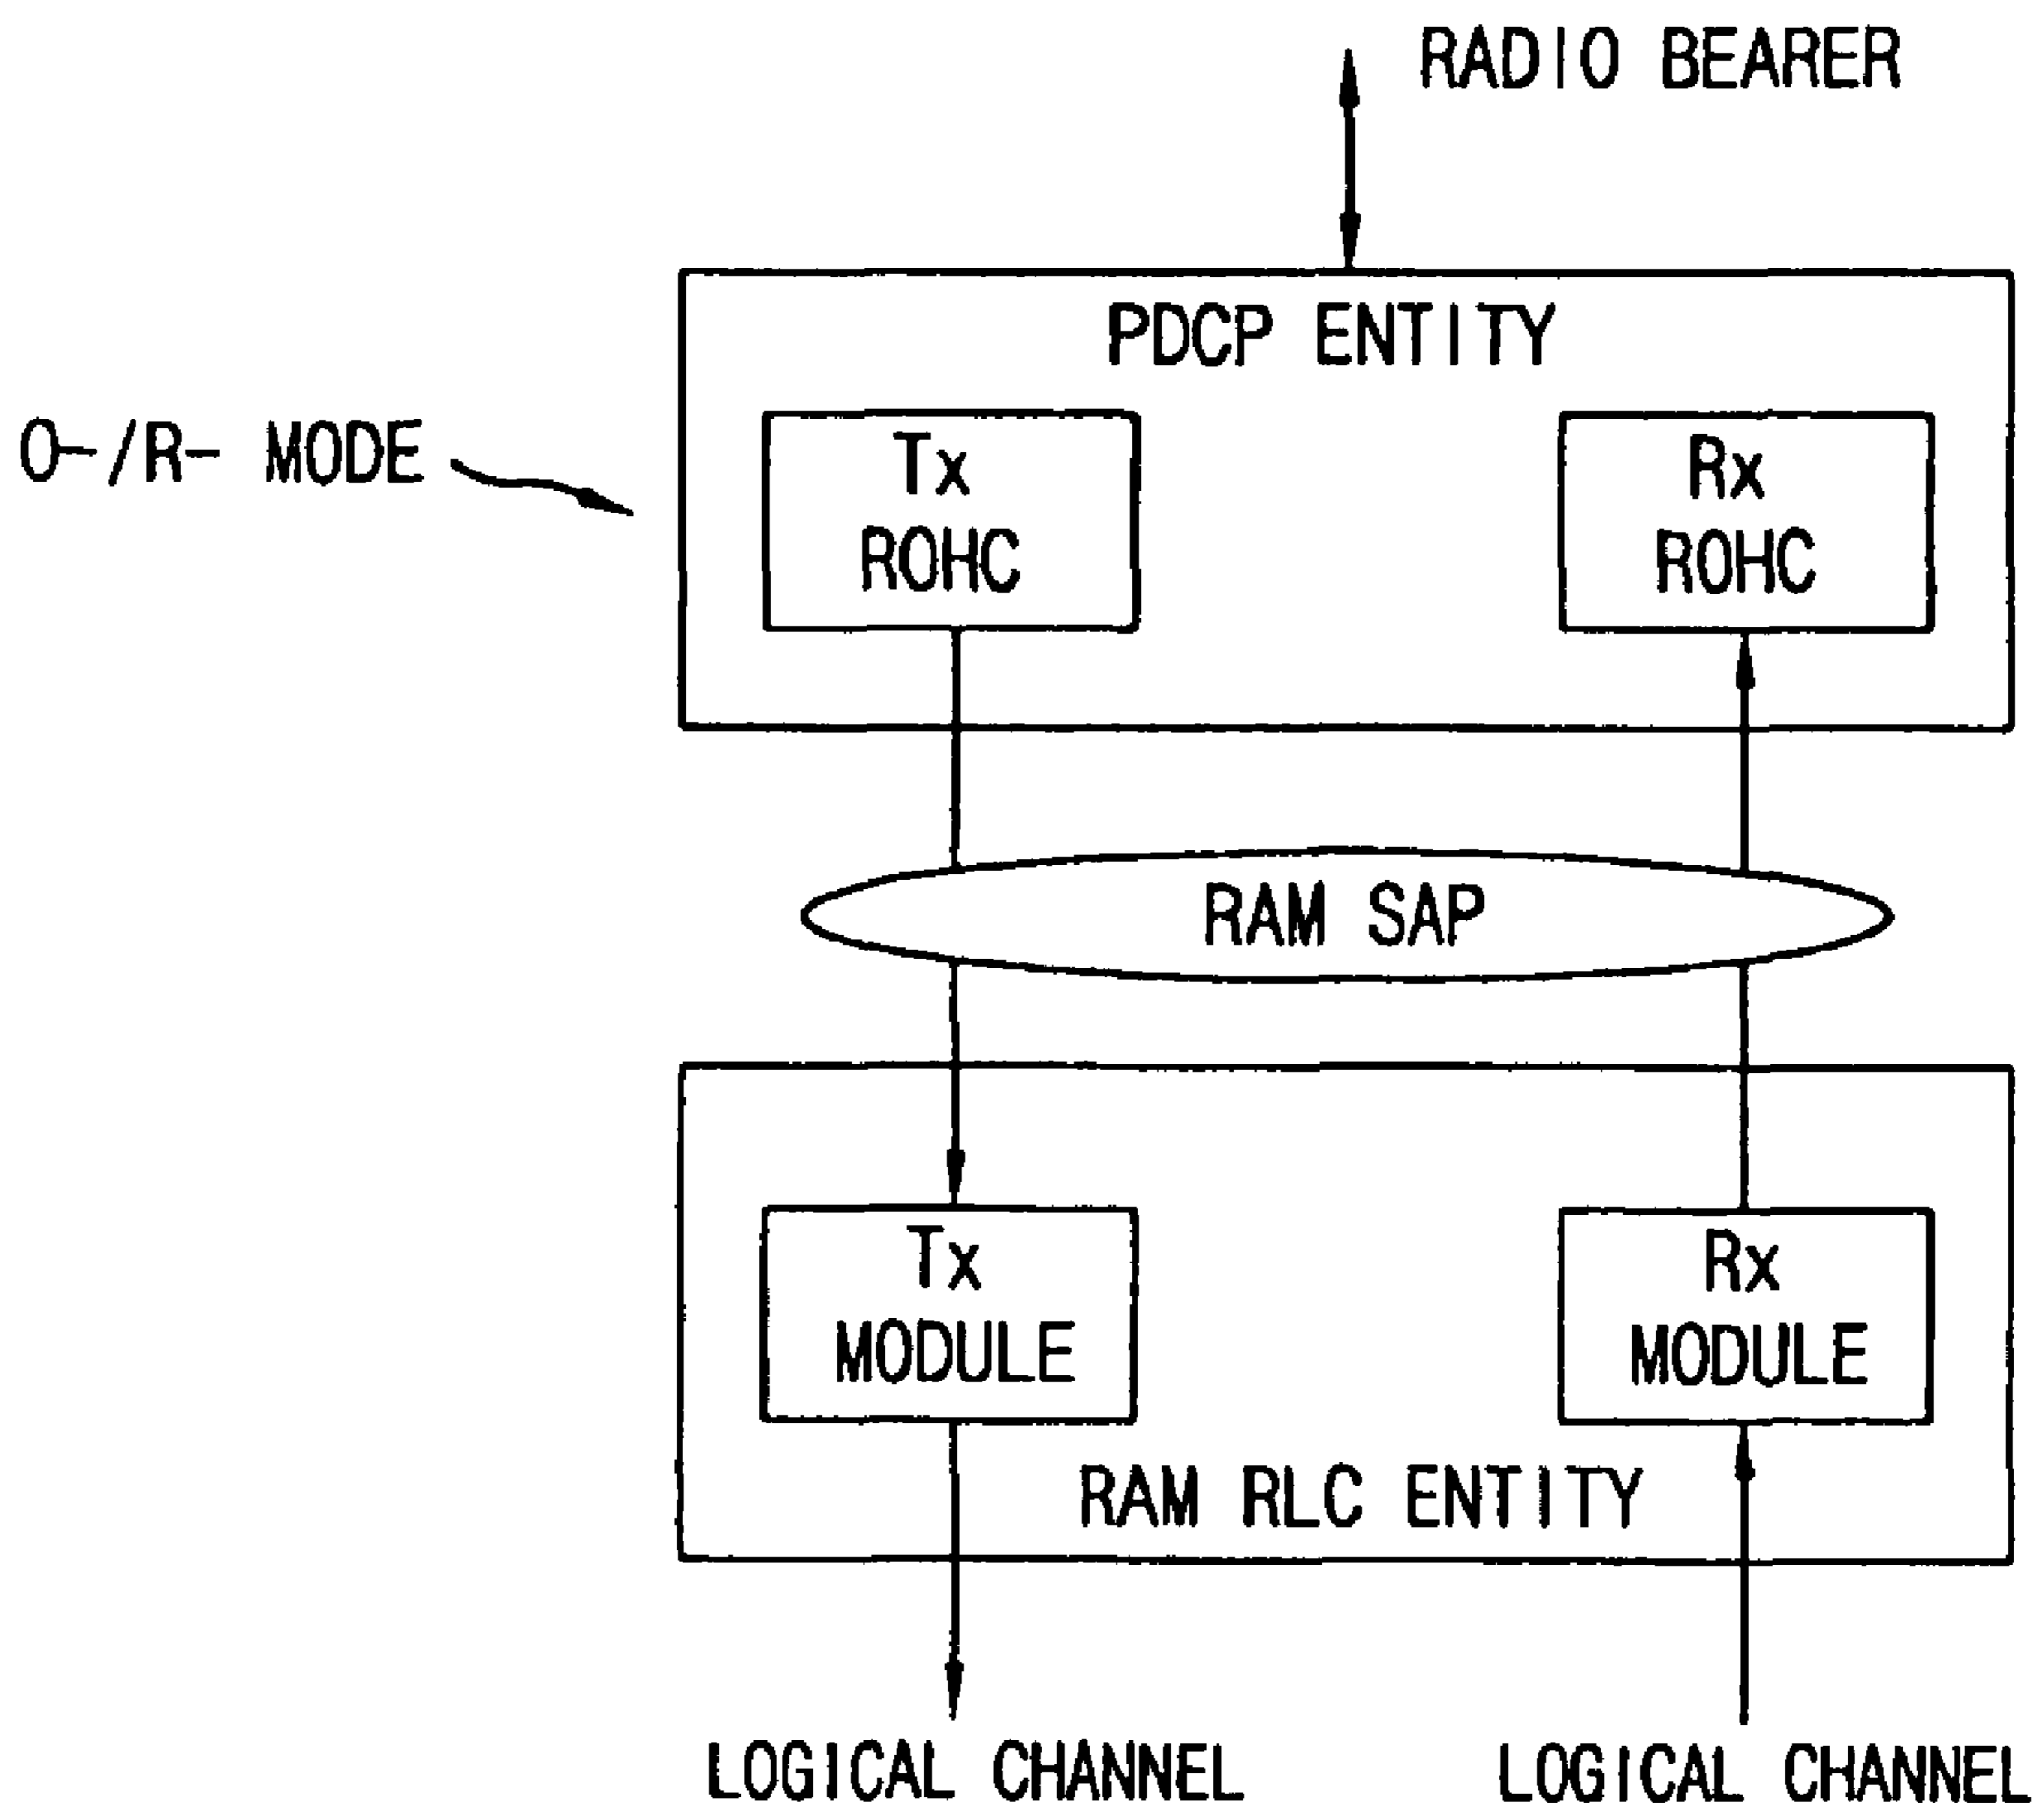 RADIO BEARER
PDCP ENTITY
O-/R- MODE
Tx
ROHC
Rx
ROHC
RAM SAP
Tx
MODULE
Rx
MODULE
RAM RLC ENTITY
LOGICAL CHANNEL
LOGICAL CHANNEL